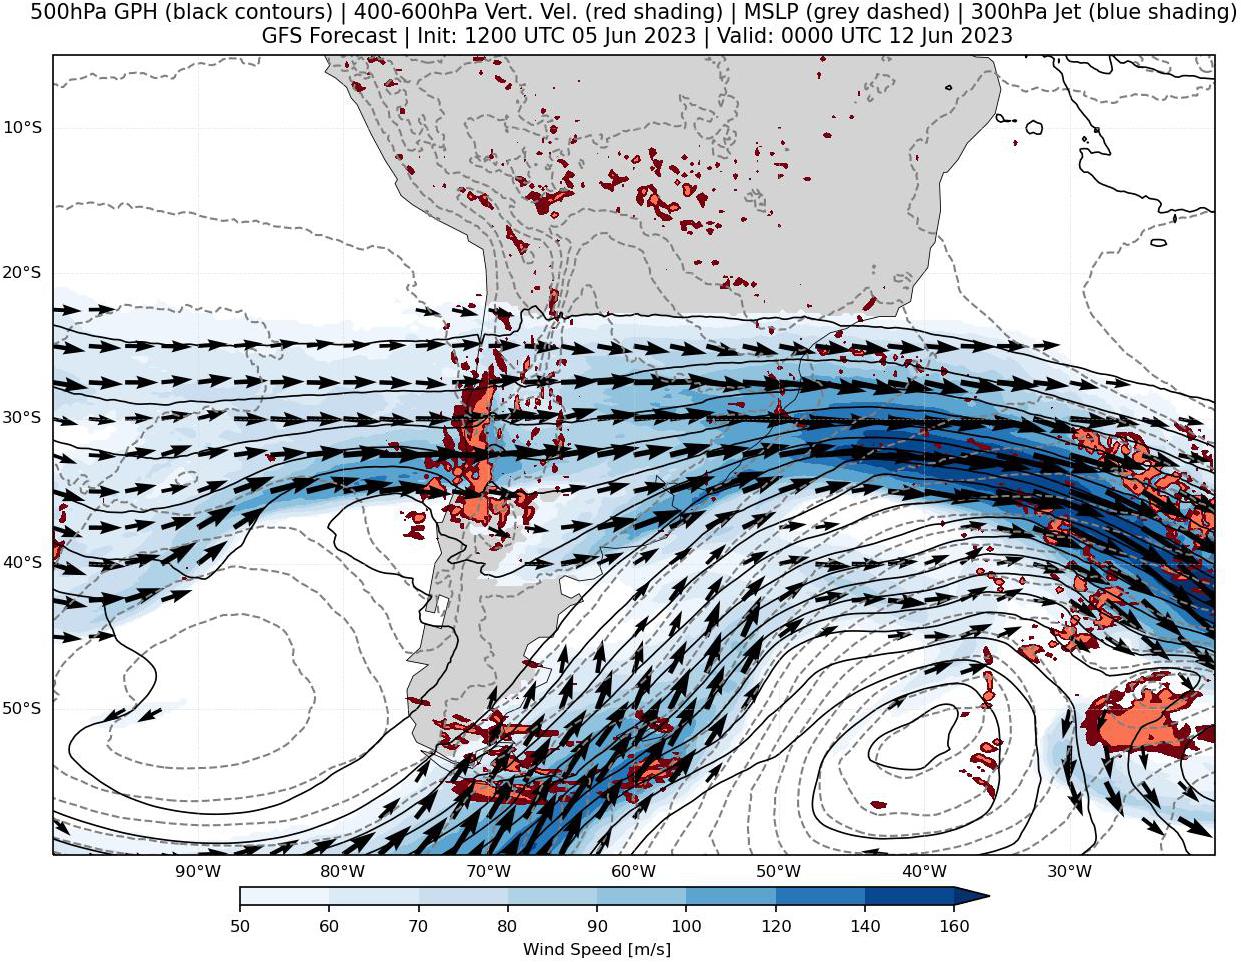 500hPa GPH (black contours) | 400-600hPa Vert. Vel. (red shading) | MSLP (grey dashed) | 300hPa Jet (blue shading)
GFS Forecast | Init: 1200 UTC 05 Jun 2023 | Valid: 0000 UTC 12 Jun 2023
10°S
20°S
30°S
40°S
50°S
90°W 80°W 70°W 60°W 50°W 40°W 30°W
50 60 70 80 90 100 120 140 160
Wind Speed [m/s]